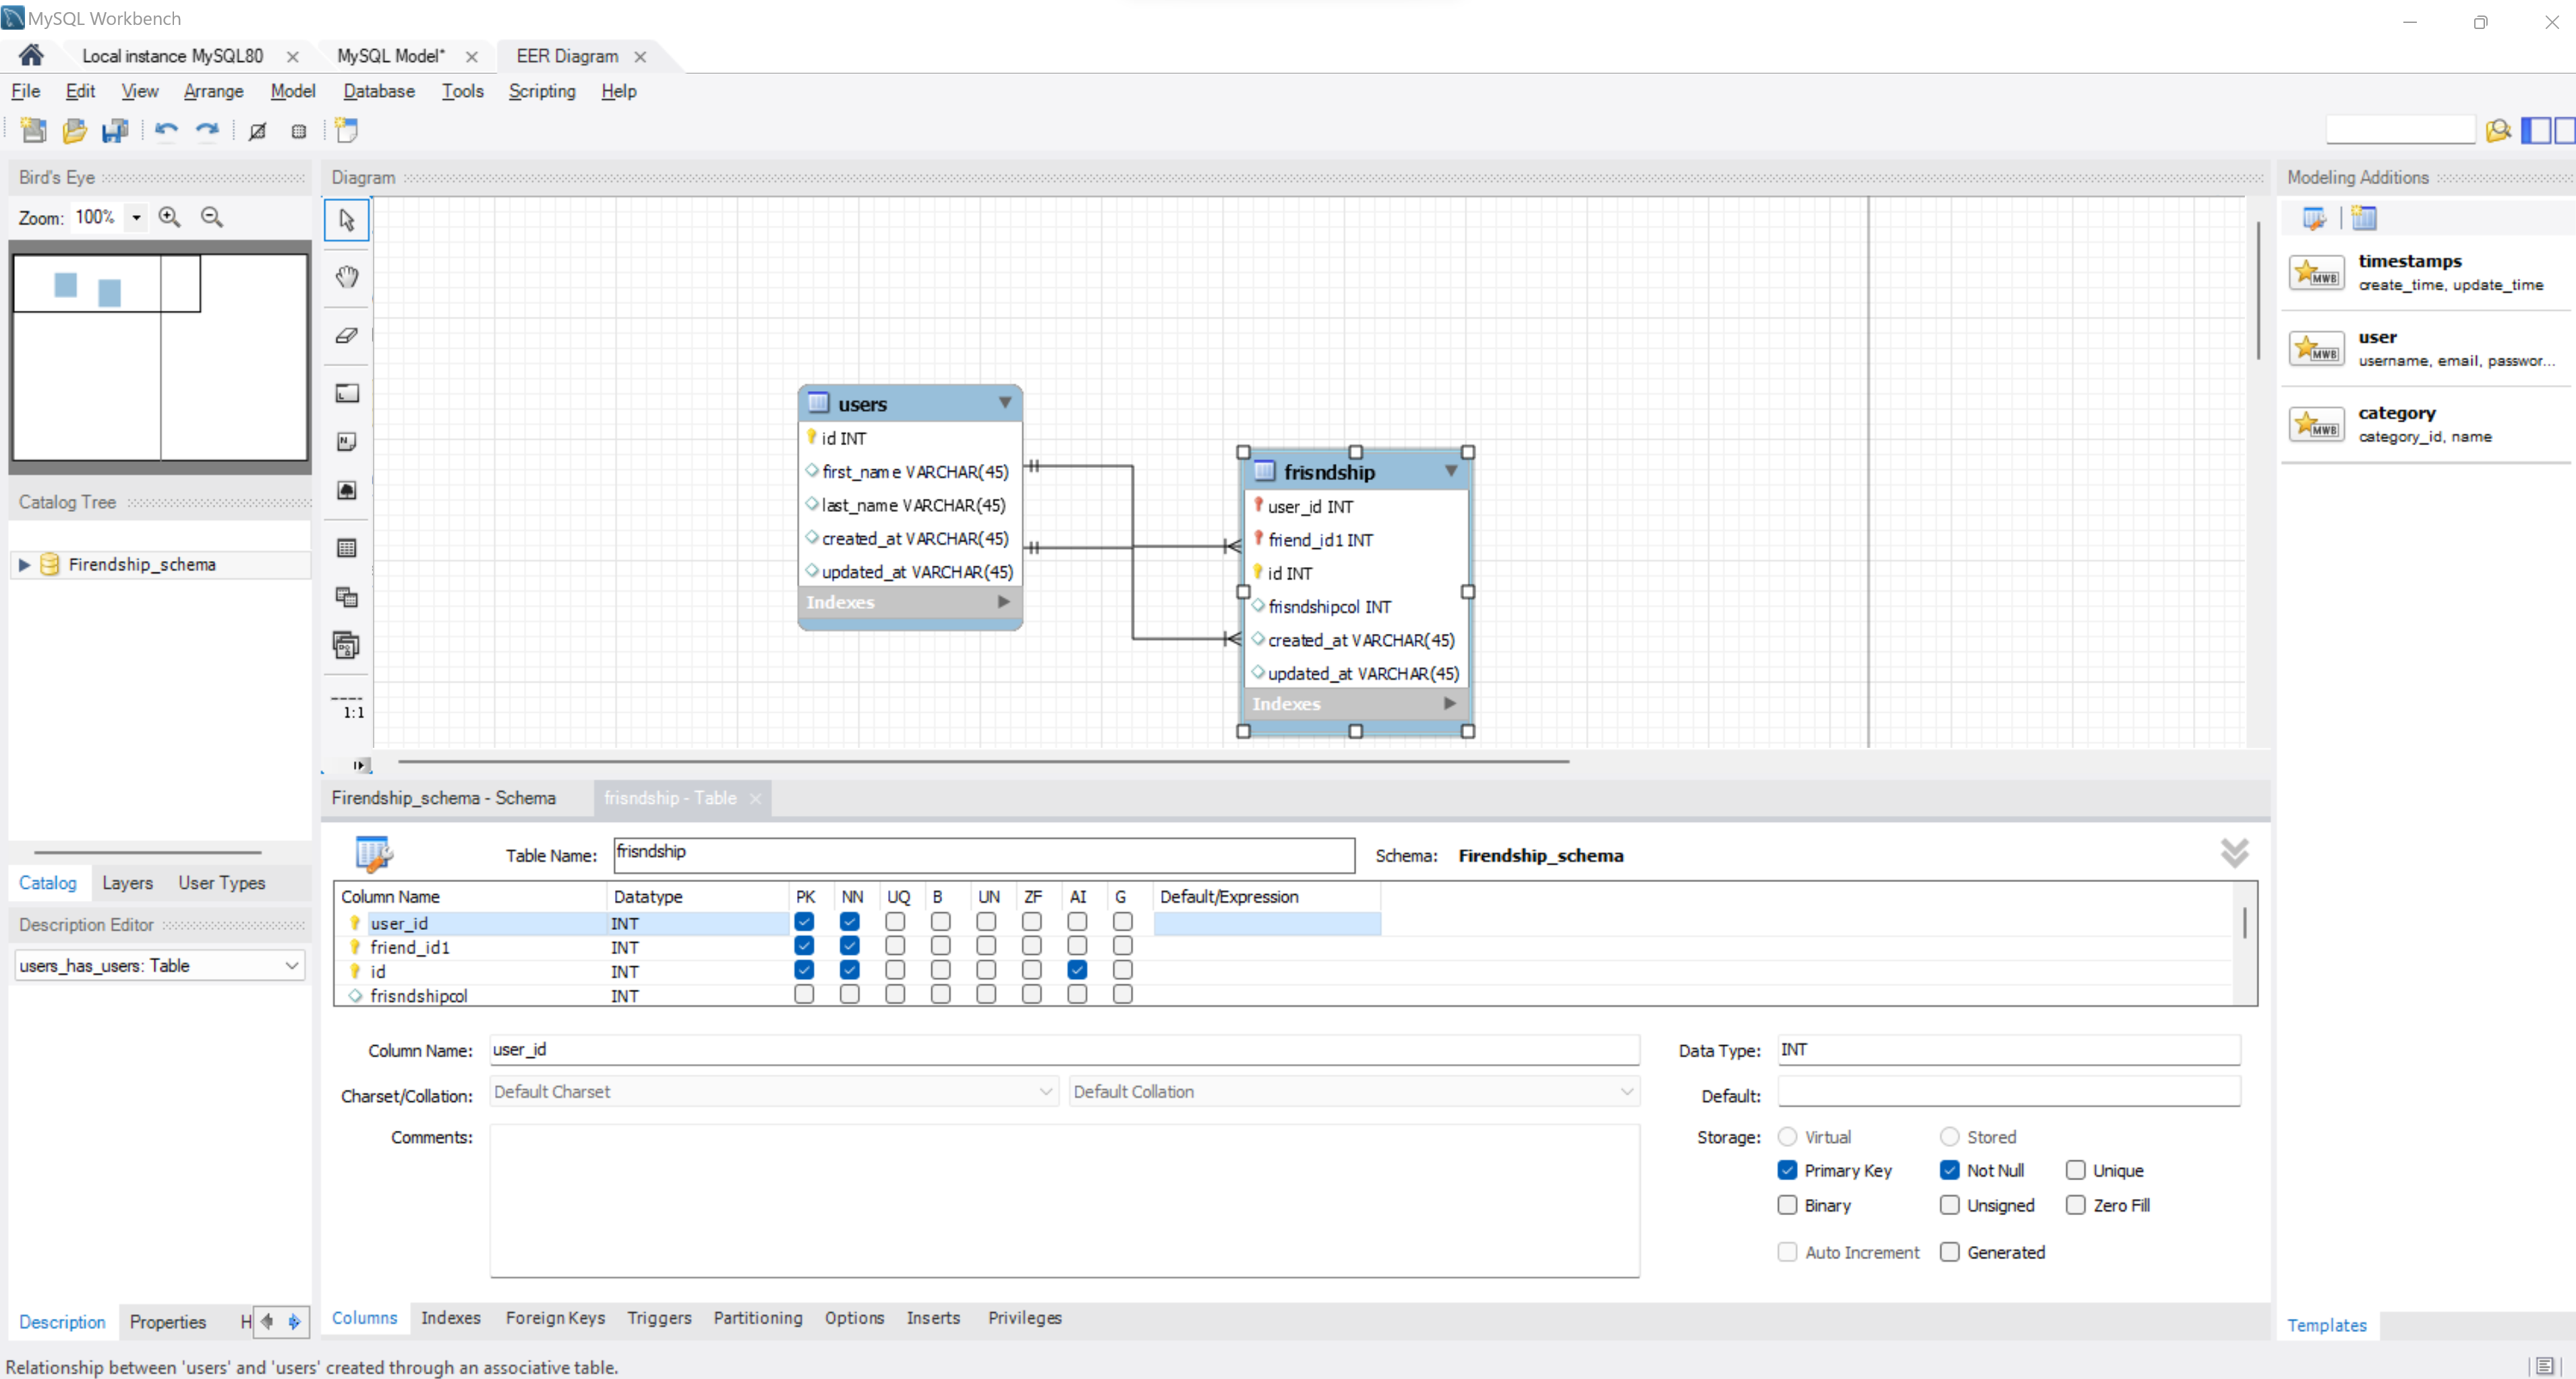 MySQL Workbench
Local instance MySQL80
MySQL Model*
EER Diagram
File Edit View Arrange Model Database Tools Scripting Help
Bird's Eye
Zoom: 100%
Catalog Tree
Firendship_schema
Catalog Layers User Types
Description Editor
users_has_users: Table
Description Properties H
Diagram
1:1
users
id INT
first_name VARCHAR(45)
last_name VARCHAR(45)
created_at VARCHAR(45)
updated_at VARCHAR(45)
Indexes
frisndship
user_id INT
friend_id1 INT
id INT
frisndshipcol INT
created_at VARCHAR(45)
updated_at VARCHAR(45)
Indexes
Modeling Additions
timestamps
create_time, update_time
user
username, email, passwor...
category
category_id, name
MWB
MWB
MWB
Templates
Firendship_schema - Schema
frisndship - Table
Table Name: frisndship
Schema: Firendship_schema
Column Name Datatype PK NN UQ B UN ZF AI G Default/Expression
user_id INT
friend_id1 INT
id INT
frisndshipcol INT
Column Name: user_id
Data Type: INT
Charset/Collation: Default Charset Default Collation
Default:
Comments:
Storage: Virtual Stored
Primary Key Not Null Unique
Binary Unsigned Zero Fill
Auto Increment Generated
Columns Indexes Foreign Keys Triggers Partitioning Options Inserts Privileges
Relationship between 'users' and 'users' created through an associative table.